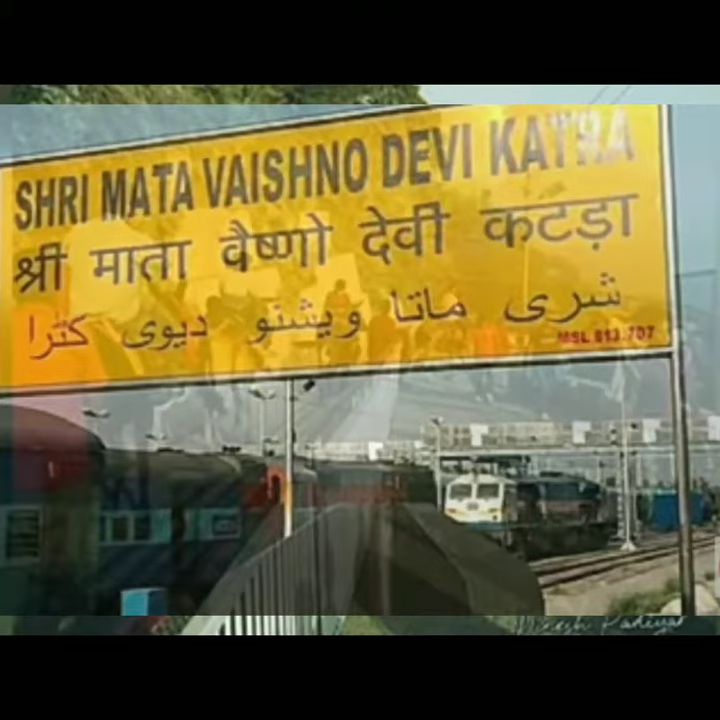 SHRI MATA VAISHNO DEVI KATRA
श्री माता वैष्णो देवी कटड़ा
شری ماتا ویشنو دیوی کٹرا
MSL 813.707